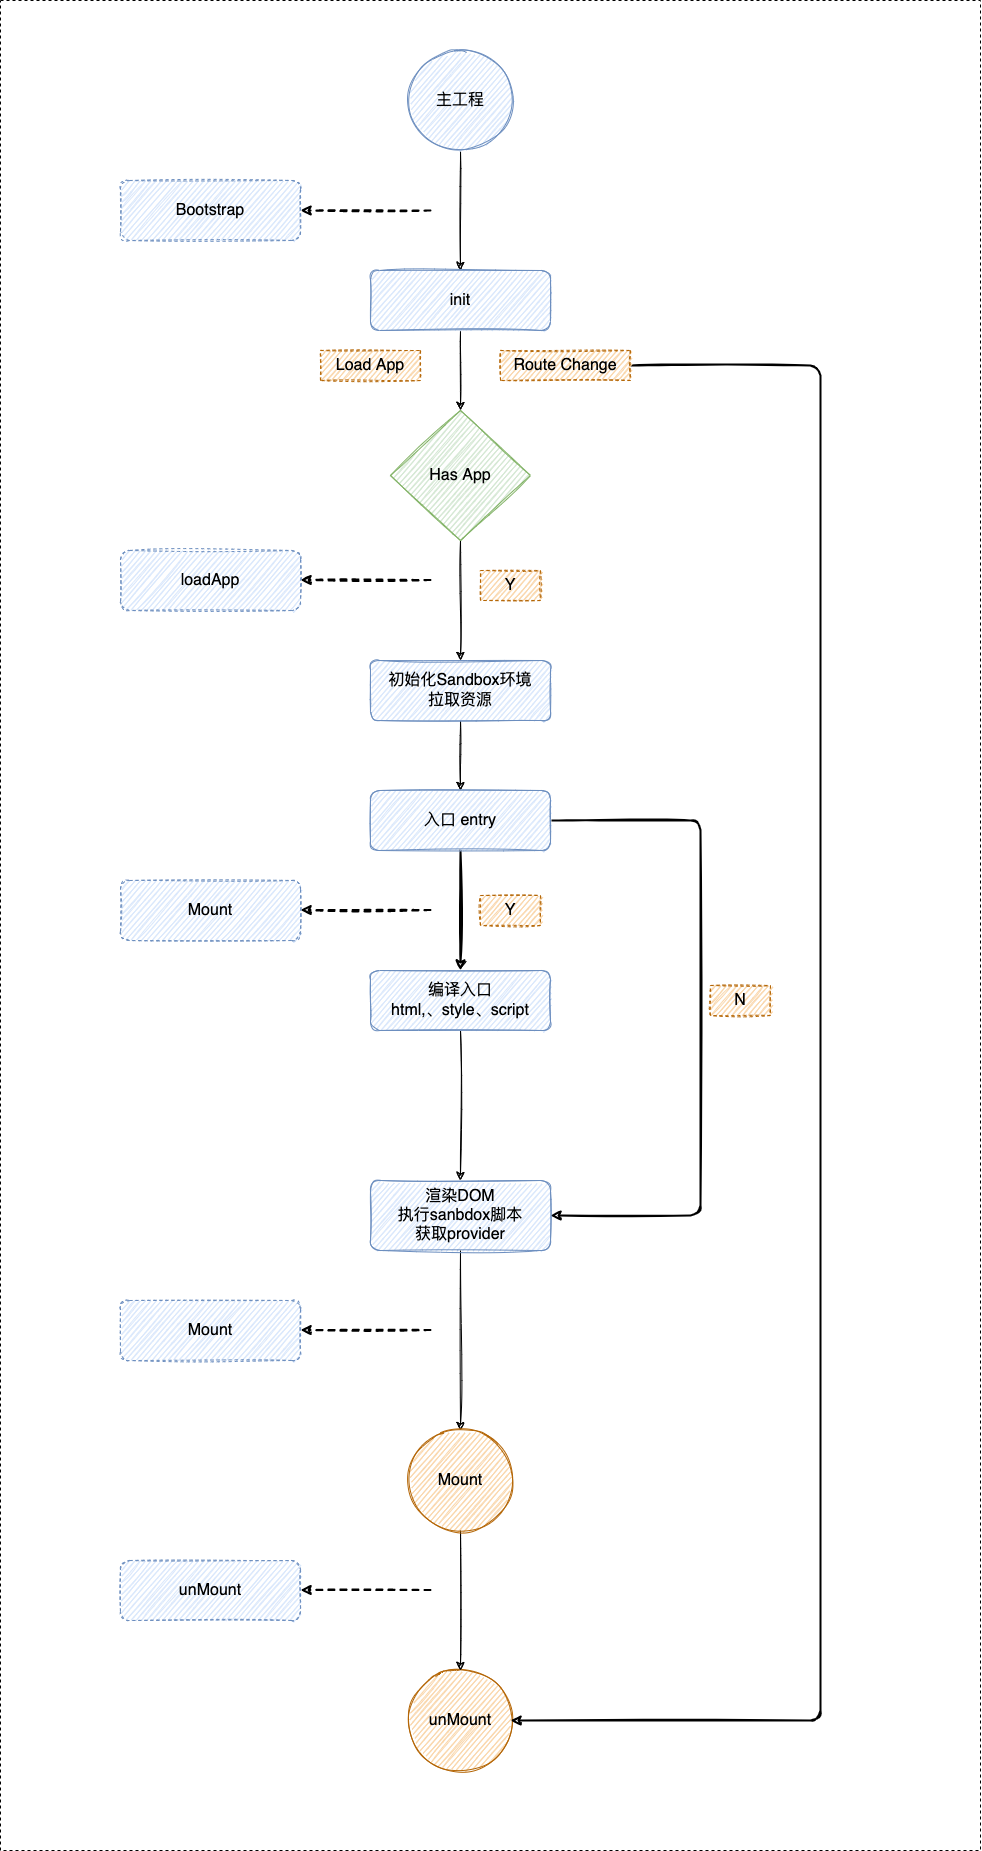 主工程
Bootstrap
init
Load App
Route Change
Has App
loadApp
Y
初始化Sandbox环境
拉取资源
入口 entry
Mount
Y
编译入口
html,、style、script
N
渲染DOM
执行sanbdox脚本
获取provider
Mount
Mount
unMount
unMount